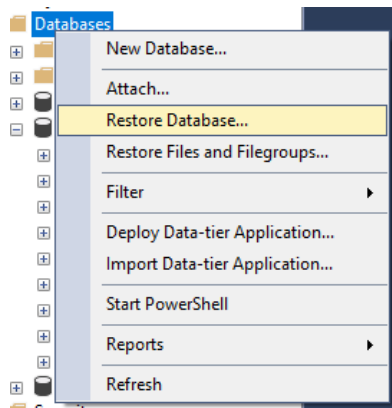 Databases
New Database...
Attach...
Restore Database...
Restore Files and Filegroups...
Filter
Deploy Data-tier Application...
Import Data-tier Application...
Start PowerShell
Reports
Refresh